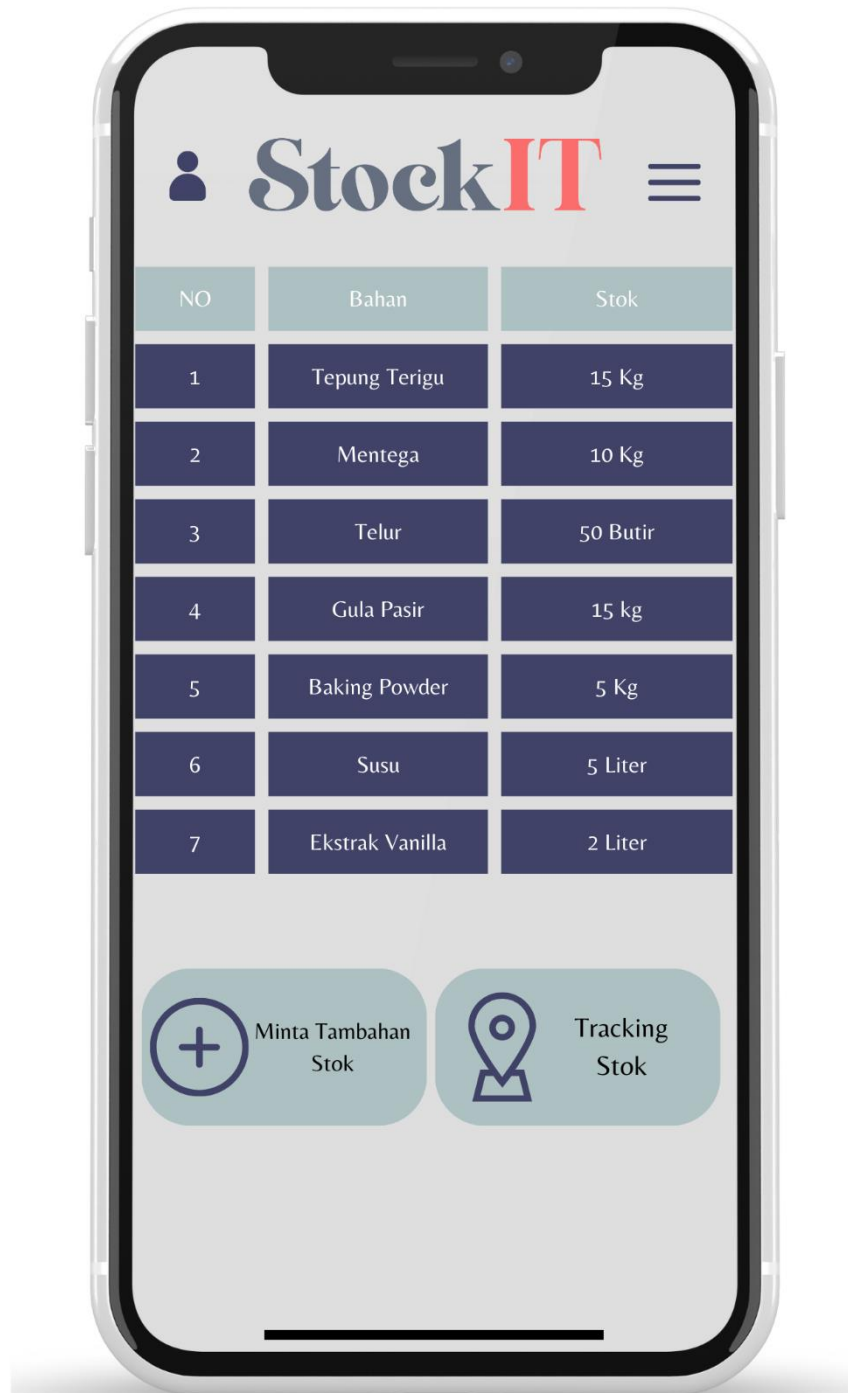 StockIT
NO Bahan Stok
1 Tepung Terigu 15 Kg
2 Mentega 10 Kg
3 Telur 50 Butir
4 Gula Pasir 15 kg
5 Baking Powder 5 Kg
6 Susu 5 Liter
7 Ekstrak Vanilla 2 Liter
Minta Tambahan
Stok
Tracking
Stok